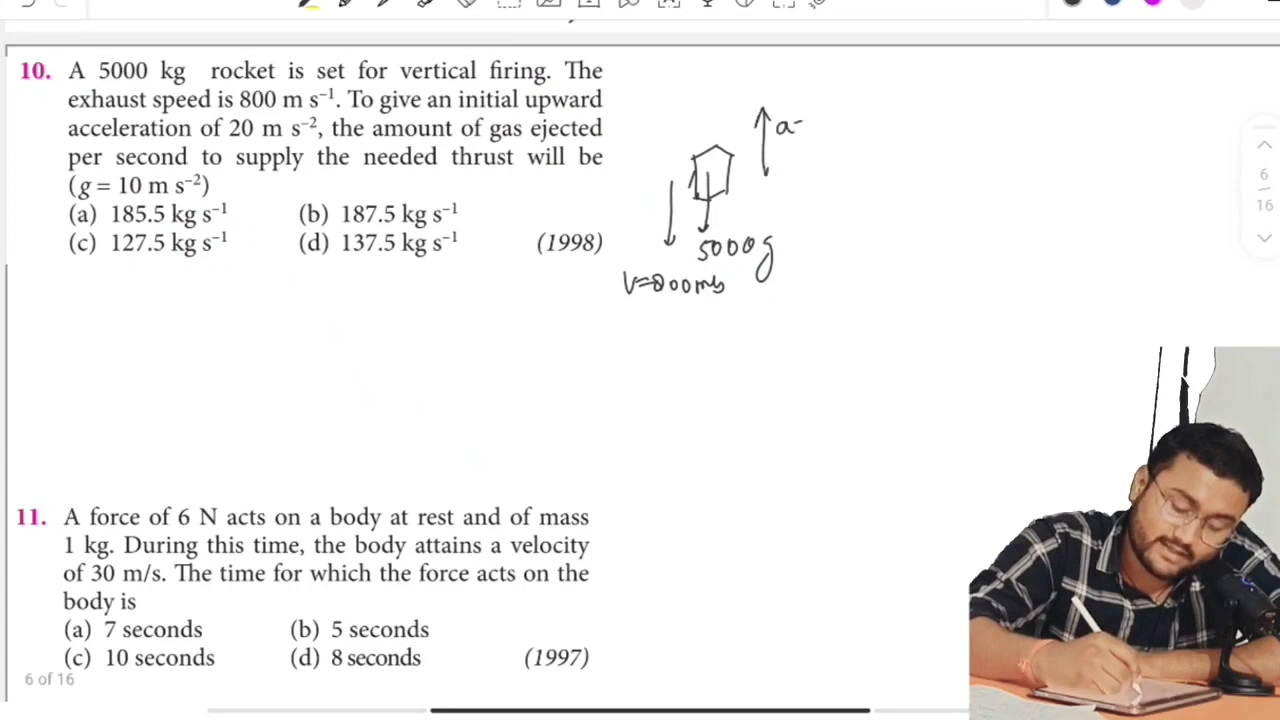 10. A 5000 kg rocket is set for vertical firing. The
exhaust speed is 800 m s⁻¹. To give an initial upward
acceleration of 20 m s⁻², the amount of gas ejected
per second to supply the needed thrust will be
(g = 10 m s⁻²)
(a) 185.5 kg s⁻¹ (b) 187.5 kg s⁻¹
(c) 127.5 kg s⁻¹ (d) 137.5 kg s⁻¹ (1998)
a-
5000g
V=800m/s
6
16
11. A force of 6 N acts on a body at rest and of mass
1 kg. During this time, the body attains a velocity
of 30 m/s. The time for which the force acts on the
body is
(a) 7 seconds (b) 5 seconds
(c) 10 seconds (d) 8 seconds (1997)
6 of 16